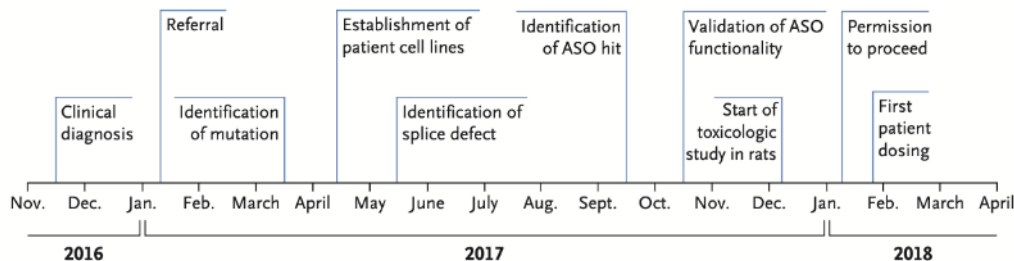 Referral
Establishment of
patient cell lines
Identification
of ASO hit
Validation of ASO
functionality
Permission
to proceed
Clinical
diagnosis
Identification
of mutation
Identification of
splice defect
Start of
toxicologic
study in rats
First
patient
dosing
Nov. Dec. Jan. Feb. March April May June July Aug. Sept. Oct. Nov. Dec. Jan. Feb. March April
2016 2017 2018